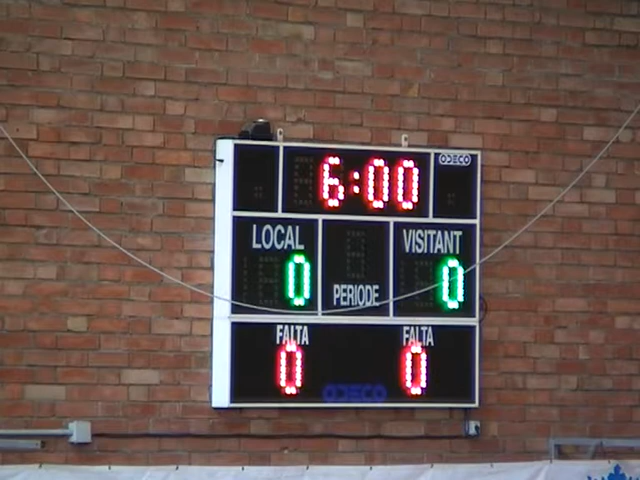 ODECO
6:00
LOCAL
VISITANT
0
0
PERIODE
FALTA
FALTA
0
0
ODECO